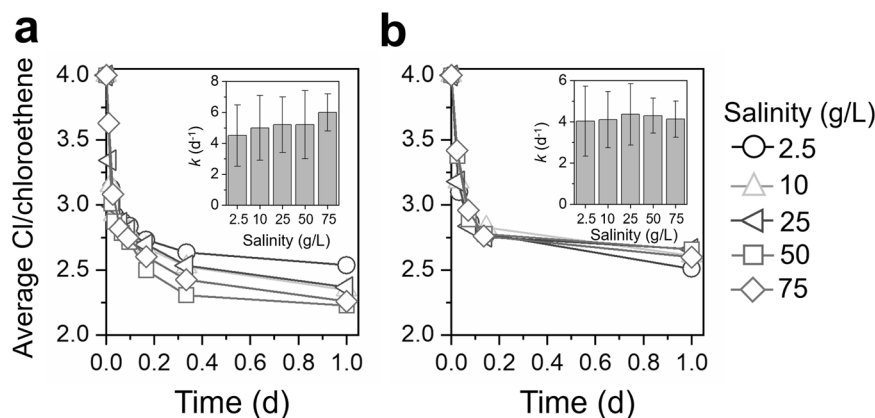 a
b
Average Cl/chloroethene
4.0
3.5
3.0
2.5
2.0
0.0 0.2 0.4 0.6 0.8 1.0
Time (d)
k (d⁻¹)
8
6
4
2
0
2.5 10 25 50 75
Salinity (g/L)
4.0
3.5
3.0
2.5
2.0
0.0 0.2 0.4 0.6 0.8 1.0
Time (d)
k (d⁻¹)
6
4
2
0
2.5 10 25 50 75
Salinity (g/L)
Salinity (g/L)
2.5
10
25
50
75